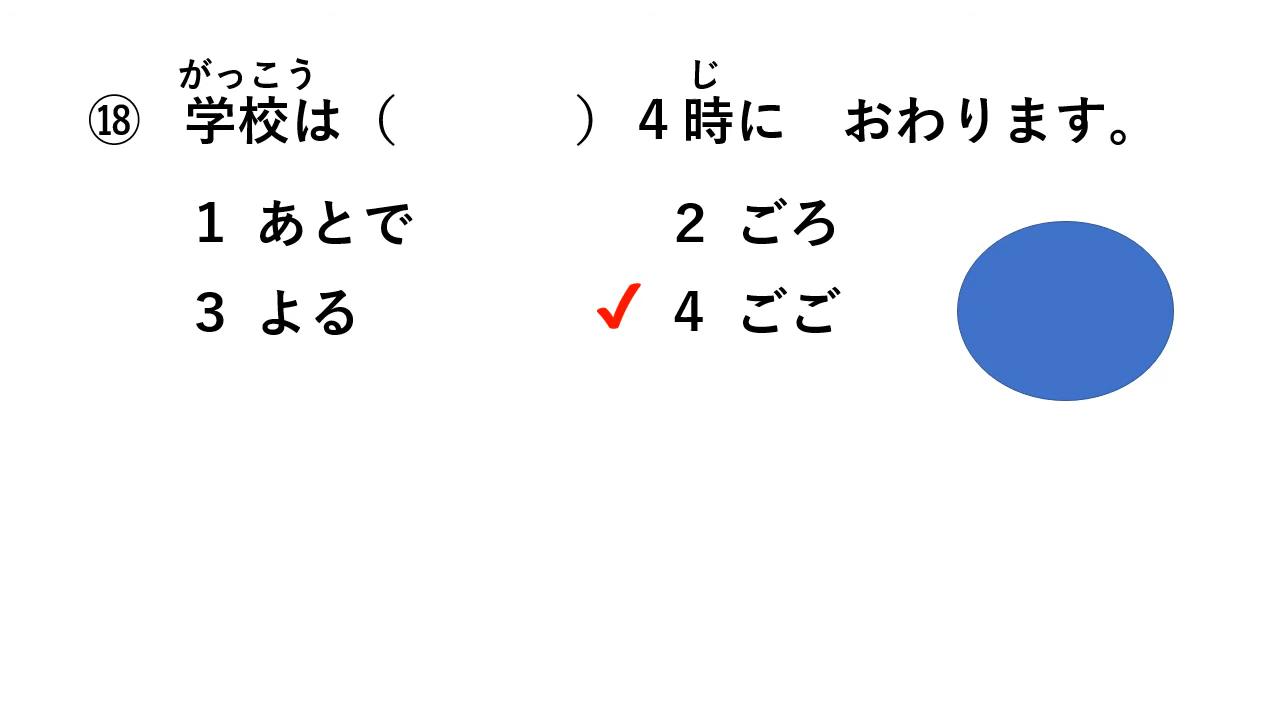 がっこう じ
⑱ 学校は（　　　）４時に　おわります。
１ あとで ２ ごろ
３ よる ✓ ４ ごご